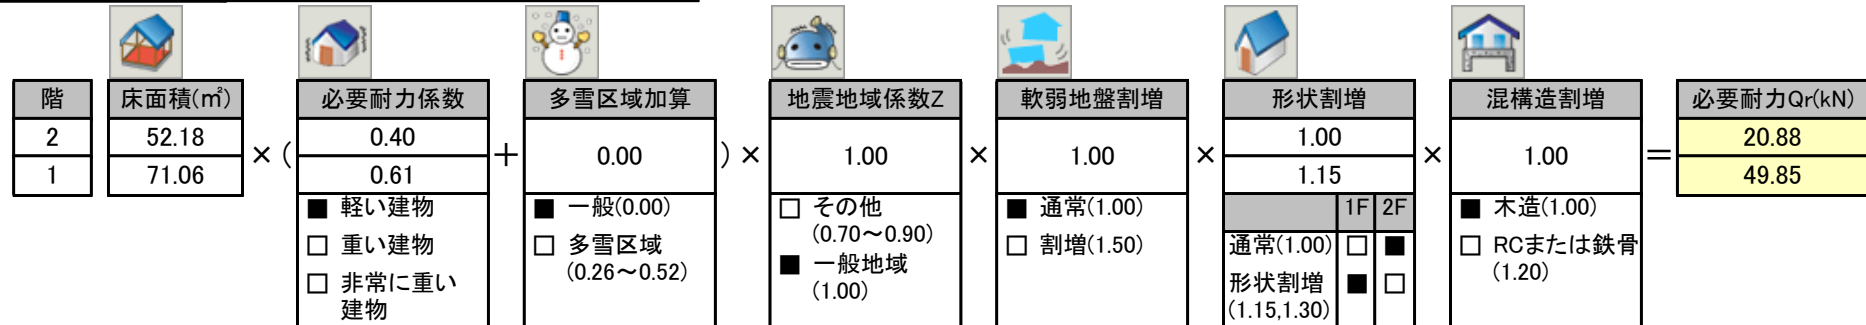 階 床面積(㎡) 必要耐力係数 多雪区域加算 地震地域係数Z 軟弱地盤割増 形状割増 混構造割増 必要耐力Qr(kN)
2 52.18 ×( 0.40 + 0.00 )× 1.00 × 1.00 × 1.00 × 1.00 = 20.88
1 71.06 0.61 1.15 49.85
■ 軽い建物
□ 重い建物
□ 非常に重い
建物
■ 一般(0.00)
□ 多雪区域
(0.26～0.52)
□ その他
(0.70～0.90)
■ 一般地域
(1.00)
■ 通常(1.00)
□ 割増(1.50)
1F 2F
通常(1.00) □ ■
形状割増 ■ □
(1.15,1.30)
■ 木造(1.00)
□ RCまたは鉄骨
(1.20)